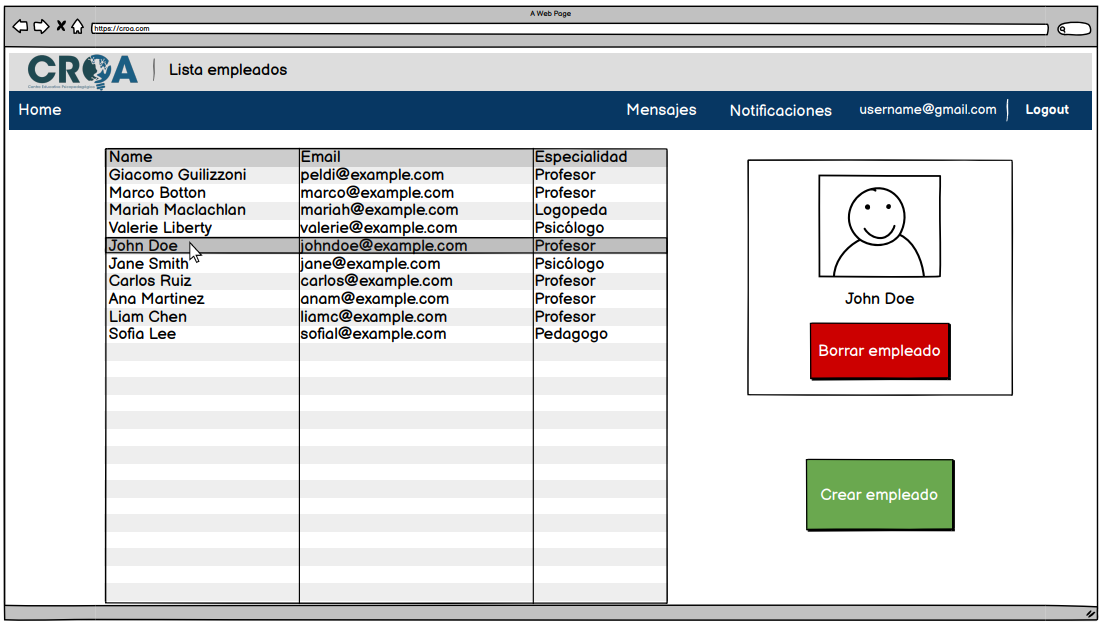 A Web Page
https://croa.com
CROA
Centro Educativo Psicopedagógico
Lista empleados
Home Mensajes Notificaciones username@gmail.com Logout
Name Email Especialidad
Giacomo Guilizzoni peldi@example.com Profesor
Marco Botton marco@example.com Profesor
Mariah Maclachlan mariah@example.com Logopeda
Valerie Liberty valerie@example.com Psicólogo
John Doe johndoe@example.com Profesor
Jane Smith jane@example.com Psicólogo
Carlos Ruiz carlos@example.com Profesor
Ana Martinez anam@example.com Profesor
Liam Chen liamc@example.com Profesor
Sofia Lee sofial@example.com Pedagogo
John Doe
Borrar empleado
Crear empleado